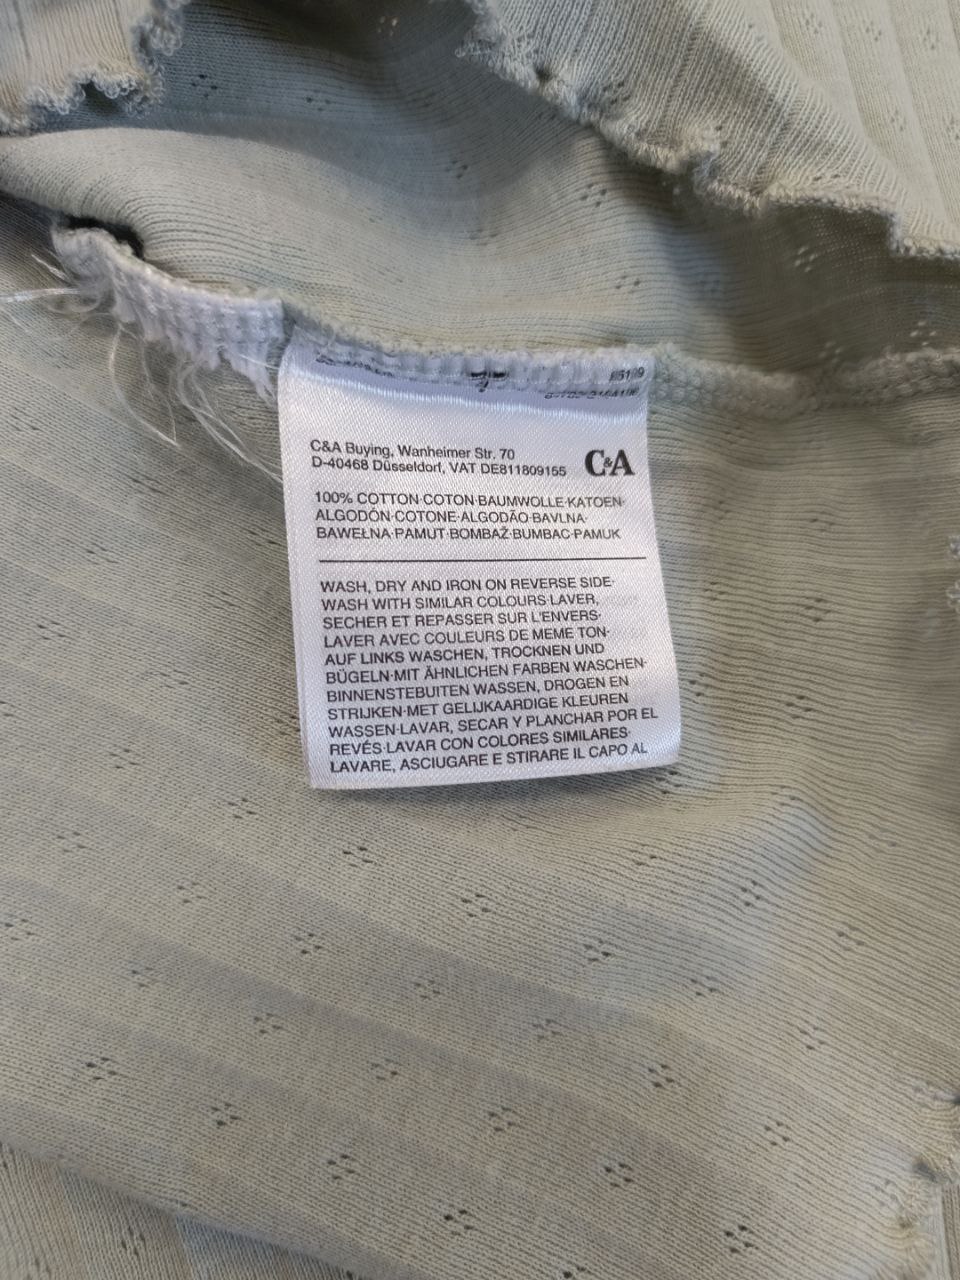 C&A Buying, Wanheimer Str. 70
D-40468 Düsseldorf, VAT DE811809155
C&A
100% COTTON·COTON·BAUMWOLLE·KATOEN·
ALGODÓN·COTONE·ALGODÃO·BAVLNA·
BAWEŁNA·PAMUT·BOMBAŽ·BUMBAC·PAMUK
WASH, DRY AND IRON ON REVERSE SIDE·
WASH WITH SIMILAR COLOURS·LAVER,
SECHER ET REPASSER SUR L'ENVERS·
LAVER AVEC COULEURS DE MEME TON·
AUF LINKS WASCHEN, TROCKNEN UND
BÜGELN·MIT ÄHNLICHEN FARBEN WASCHEN·
BINNENSTEBUITEN WASSEN, DROGEN EN
STRIJKEN·MET GELIJKAARDIGE KLEUREN
WASSEN·LAVAR, SECAR Y PLANCHAR POR EL
REVÉS·LAVAR CON COLORES SIMILARES·
LAVARE, ASCIUGARE E STIRARE IL CAPO AL